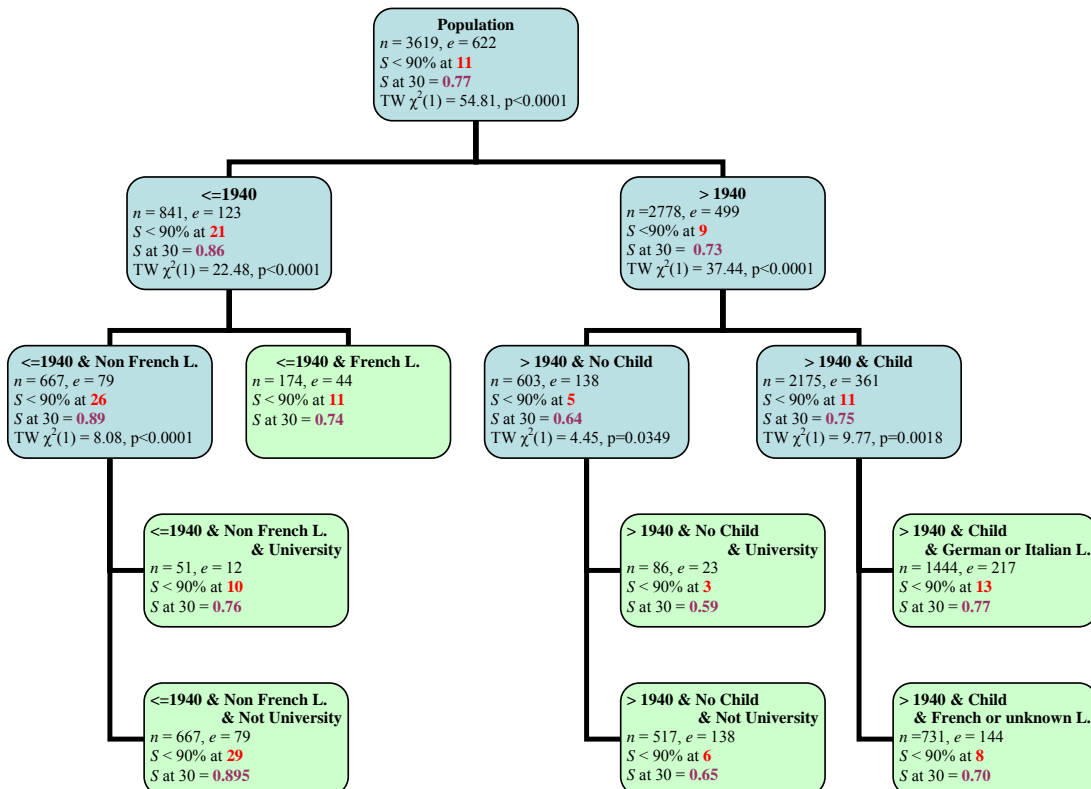 Population
n = 3619, e = 622
S < 90% at 11
S at 30 = 0.77
TW χ²(1) = 54.81, p<0.0001
<=1940
n = 841, e = 123
S < 90% at 21
S at 30 = 0.86
TW χ²(1) = 22.48, p<0.0001
> 1940
n =2778, e = 499
S <90% at 9
S at 30 = 0.73
TW χ²(1) = 37.44, p<0.0001
<=1940 & Non French L.
n = 667, e = 79
S < 90% at 26
S at 30 = 0.89
TW χ²(1) = 8.08, p<0.0001
<=1940 & French L.
n = 174, e = 44
S < 90% at 11
S at 30 = 0.74
> 1940 & No Child
n = 603, e = 138
S < 90% at 5
S at 30 = 0.64
TW χ²(1) = 4.45, p=0.0349
> 1940 & Child
n = 2175, e = 361
S < 90% at 11
S at 30 = 0.75
TW χ²(1) = 9.77, p=0.0018
<=1940 & Non French L.
& University
n = 51, e = 12
S < 90% at 10
S at 30 = 0.76
> 1940 & No Child
& University
n = 86, e = 23
S < 90% at 3
S at 30 = 0.59
> 1940 & Child
& German or Italian L.
n = 1444, e = 217
S < 90% at 13
S at 30 = 0.77
<=1940 & Non French L.
& Not University
n = 667, e = 79
S < 90% at 29
S at 30 = 0.895
> 1940 & No Child
& Not University
n = 517, e = 138
S < 90% at 6
S at 30 = 0.65
> 1940 & Child
& French or unknown L.
n =731, e = 144
S < 90% at 8
S at 30 = 0.70